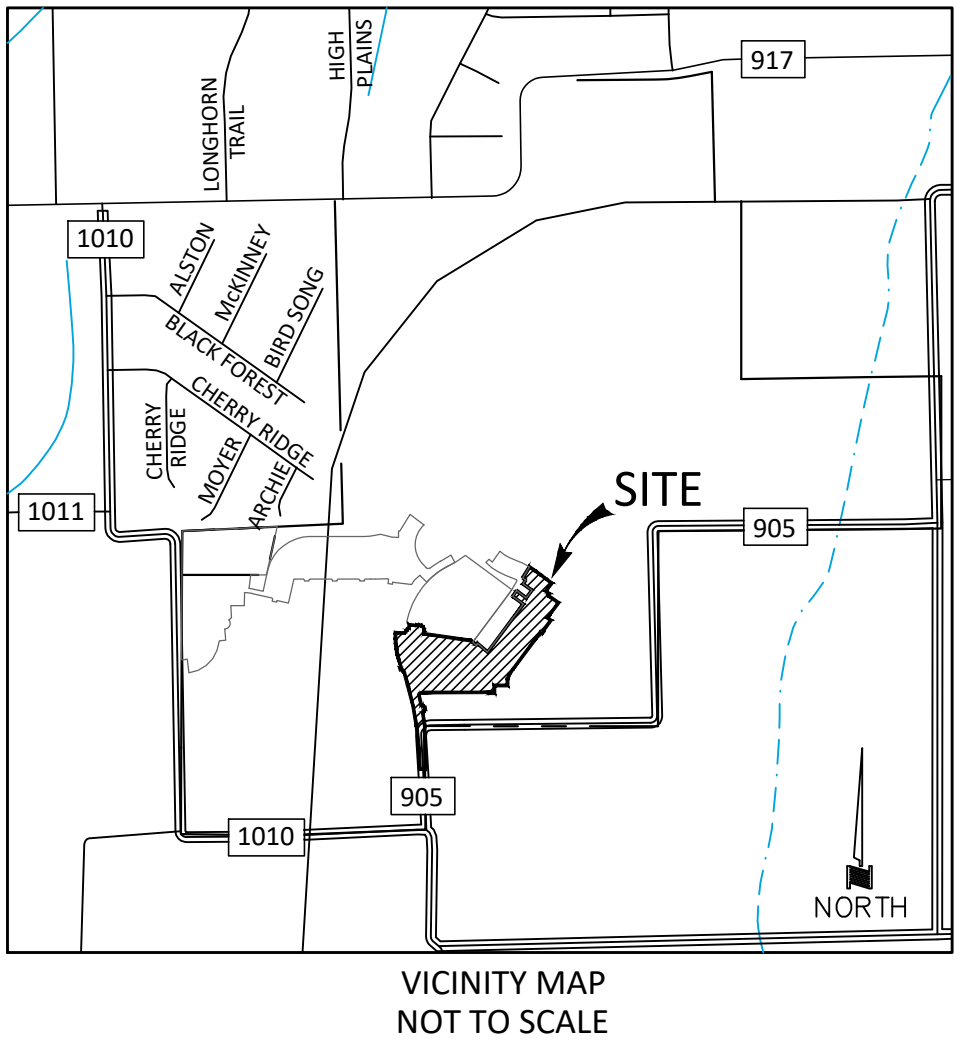 917
HIGH
PLAINS
LONGHORN
TRAIL
1010
ALSTON
McKINNEY
BIRD SONG
BLACK FOREST
CHERRY RIDGE
CHERRY
RIDGE
MOYER
ARCHIE
1011
SITE
905
905
1010
NORTH
VICINITY MAP
NOT TO SCALE